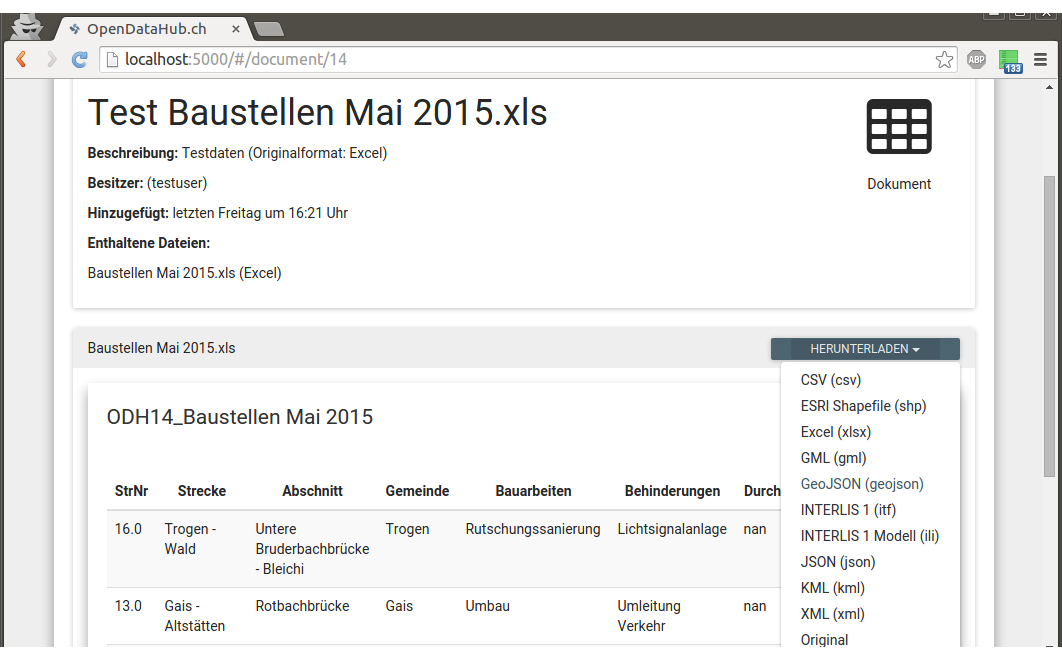 OpenDataHub.ch ×
localhost:5000/#/document/14
ABP
133
Test Baustellen Mai 2015.xls
Beschreibung: Testdaten (Originalformat: Excel)
Dokument
Besitzer: (testuser)
Hinzugefügt: letzten Freitag um 16:21 Uhr
Enthaltene Dateien:
Baustellen Mai 2015.xls (Excel)
Baustellen Mai 2015.xls
HERUNTERLADEN
CSV (csv)
ESRI Shapefile (shp)
Excel (xlsx)
GML (gml)
GeoJSON (geojson)
INTERLIS 1 (itf)
INTERLIS 1 Modell (ili)
JSON (json)
KML (kml)
XML (xml)
Original
ODH14_Baustellen Mai 2015
StrNr Strecke Abschnitt Gemeinde Bauarbeiten Behinderungen Durch
16.0 Trogen - Untere Trogen Rutschungssanierung Lichtsignalanlage nan
Wald Bruderbachbrücke
- Bleichi
13.0 Gais - Rotbachbrücke Gais Umbau Umleitung nan
Altstätten Verkehr